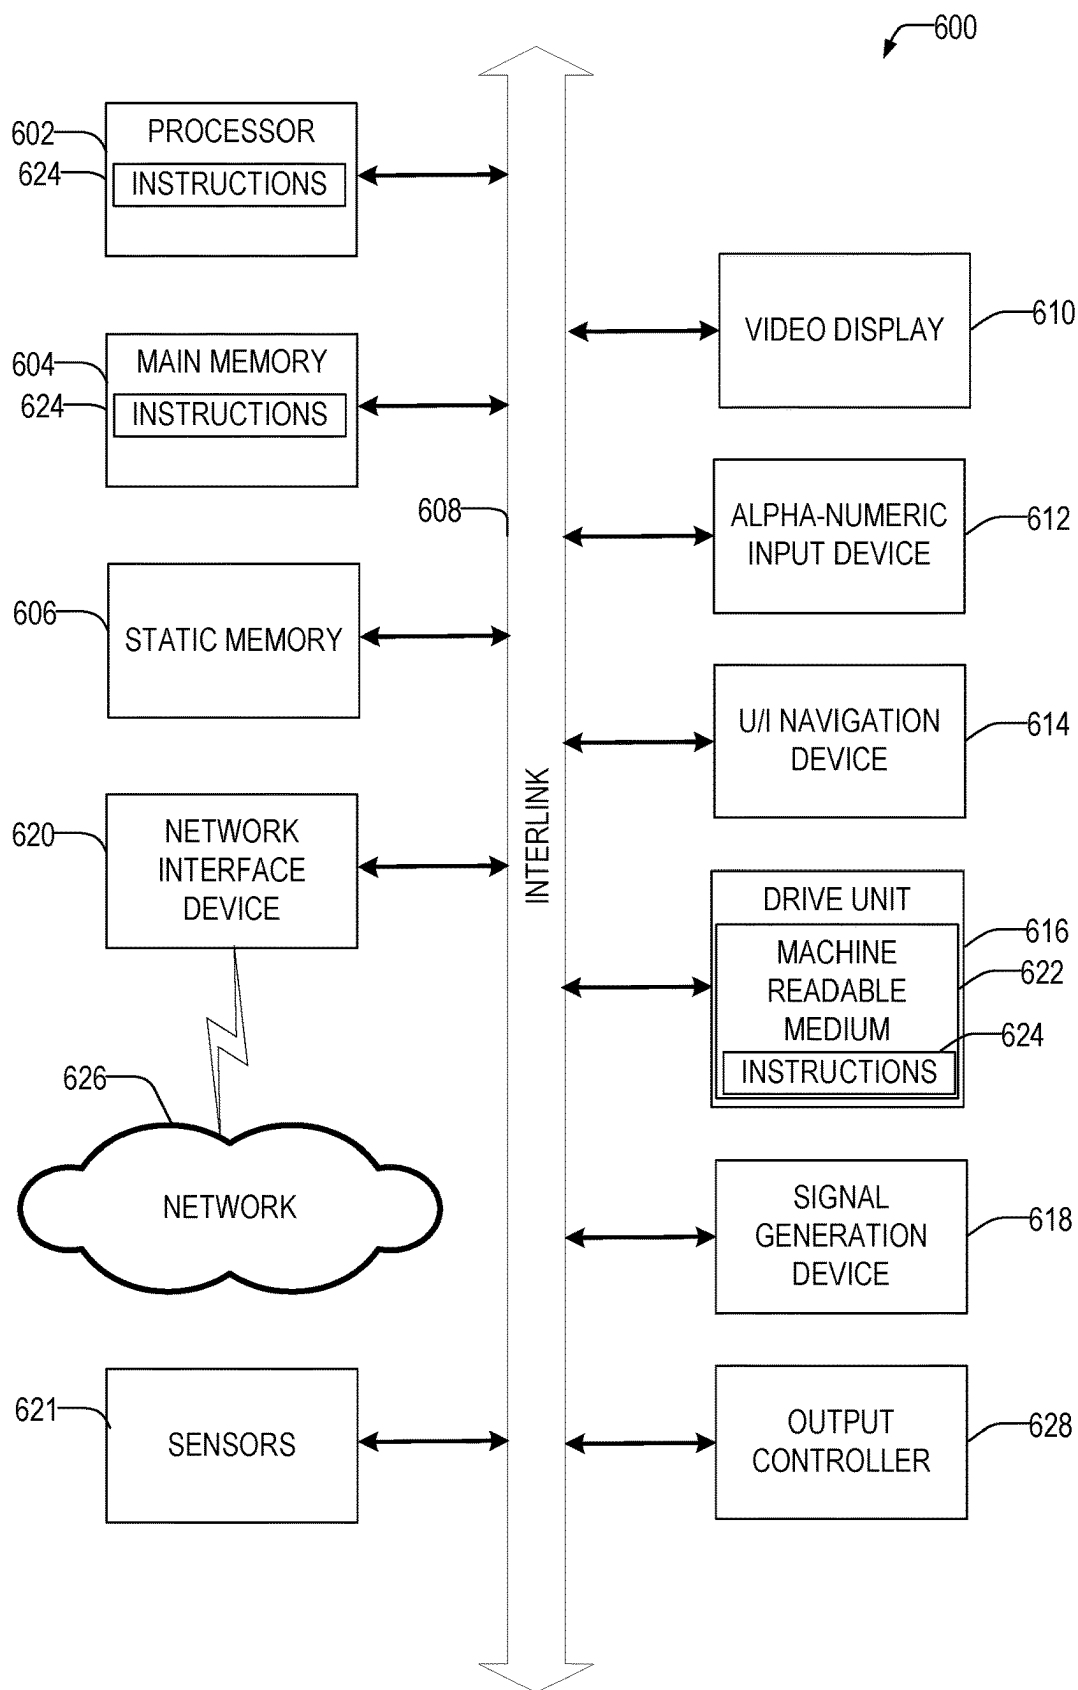 600
602
PROCESSOR
624
INSTRUCTIONS
604
MAIN MEMORY
624
INSTRUCTIONS
608
606
STATIC MEMORY
620
NETWORK
INTERFACE
DEVICE
626
NETWORK
621
SENSORS
INTERLINK
VIDEO DISPLAY
610
ALPHA-NUMERIC
INPUT DEVICE
612
U/I NAVIGATION
DEVICE
614
DRIVE UNIT
616
MACHINE
READABLE
MEDIUM
622
624
INSTRUCTIONS
SIGNAL
GENERATION
DEVICE
618
OUTPUT
CONTROLLER
628